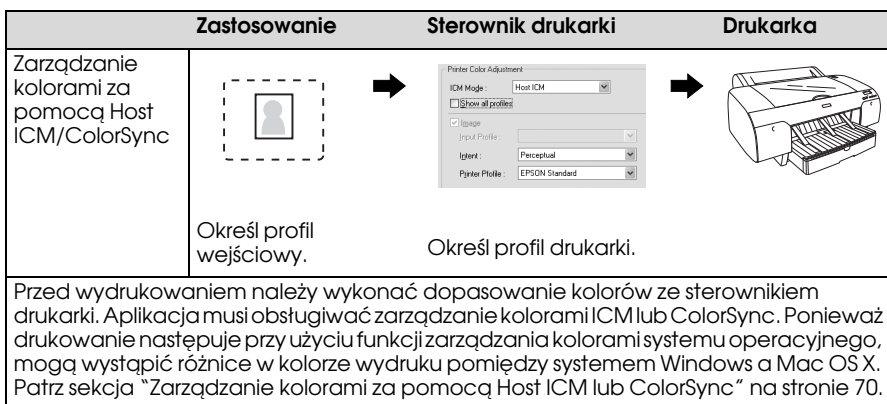 Zastosowanie Sterownik drukarki Drukarka
Zarządzanie
kolorami za
pomocą Host
ICM/ColorSync
Printer Color Adjustment
ICM Mode : Host ICM
Show all profiles
Image
Input Profile :
Intent : Perceptual
Printer Profile : EPSON Standard
Określ profil
wejściowy.
Określ profil drukarki.
Przed wydrukowaniem należy wykonać dopasowanie kolorów ze sterownikiem
drukarki. Aplikacja musi obsługiwać zarządzanie kolorami ICM lub ColorSync. Ponieważ
drukowanie następuje przy użyciu funkcji zarządzania kolorami systemu operacyjnego,
mogą wystąpić różnice w kolorze wydruku pomiędzy systemem Windows a Mac OS X.
Patrz sekcja “Zarządzanie kolorami za pomocą Host ICM lub ColorSync” na stronie 70.